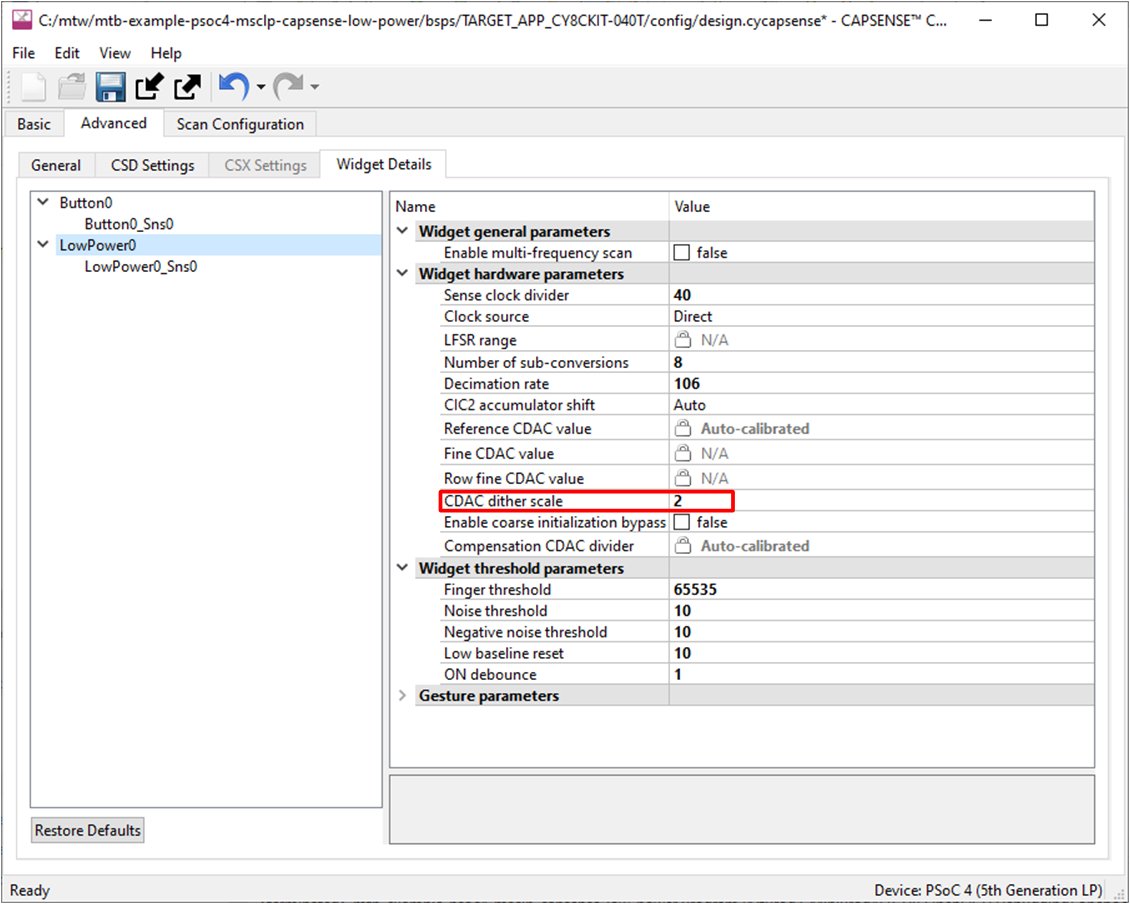 C:/mtw/mtb-example-psoc4-msclp-capsense-low-power/bsps/TARGET_APP_CY8CKIT-040T/config/design.cycapsense* - CAPSENSE™ C...
File Edit View Help
Basic Advanced Scan Configuration
General CSD Settings CSX Settings Widget Details
Button0
Button0_Sns0
LowPower0
LowPower0_Sns0
Name Value
Widget general parameters
Enable multi-frequency scan false
Widget hardware parameters
Sense clock divider 40
Clock source Direct
LFSR range N/A
Number of sub-conversions 8
Decimation rate 106
CIC2 accumulator shift Auto
Reference CDAC value Auto-calibrated
Fine CDAC value N/A
Row fine CDAC value N/A
CDAC dither scale 2
Enable coarse initialization bypass false
Compensation CDAC divider Auto-calibrated
Widget threshold parameters
Finger threshold 65535
Noise threshold 10
Negative noise threshold 10
Low baseline reset 10
ON debounce 1
Gesture parameters
Restore Defaults
Ready Device: PSoC 4 (5th Generation LP)